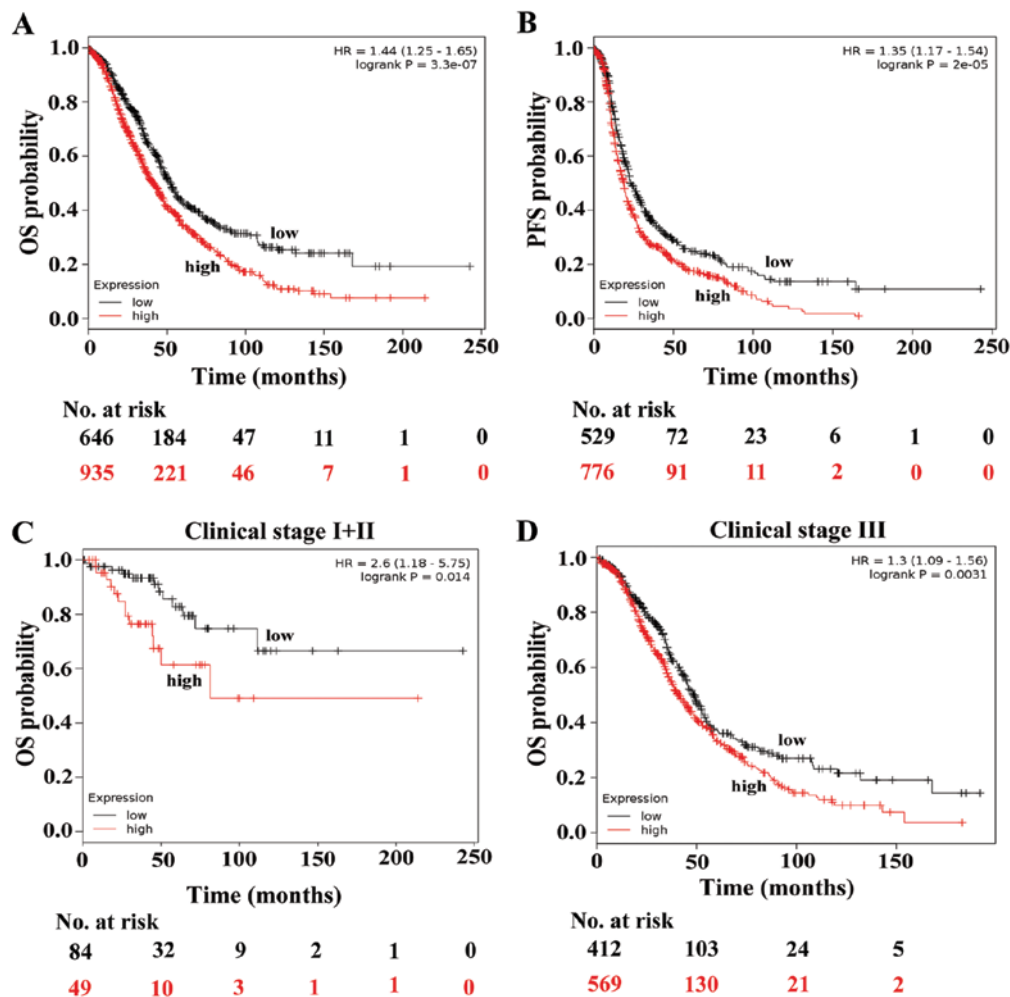 A
HR = 1.44 (1.25 - 1.65)
logrank P = 3.3e-07
OS probability
1.0
0.8
0.6
0.4
0.2
0.0
low
high
Expression
low
high
0 50 100 150 200 250
Time (months)
No. at risk
646 184 47 11 1 0
935 221 46 7 1 0
B
HR = 1.35 (1.17 - 1.54)
logrank P = 2e-05
PFS probability
1.0
0.8
0.6
0.4
0.2
0.0
low
high
Expression
low
high
0 50 100 150 200 250
Time (months)
No. at risk
529 72 23 6 1 0
776 91 11 2 0 0
C
Clinical stage I+II
HR = 2.6 (1.18 - 5.75)
logrank P = 0.014
OS probability
1.0
0.8
0.6
0.4
0.2
0.0
low
high
Expression
low
high
0 50 100 150 200 250
Time (months)
No. at risk
84 32 9 2 1 0
49 10 3 1 1 0
D
Clinical stage III
HR = 1.3 (1.09 - 1.56)
logrank P = 0.0031
OS probability
1.0
0.8
0.6
0.4
0.2
0.0
low
high
Expression
low
high
0 50 100 150
Time (months)
No. at risk
412 103 24 5
569 130 21 2